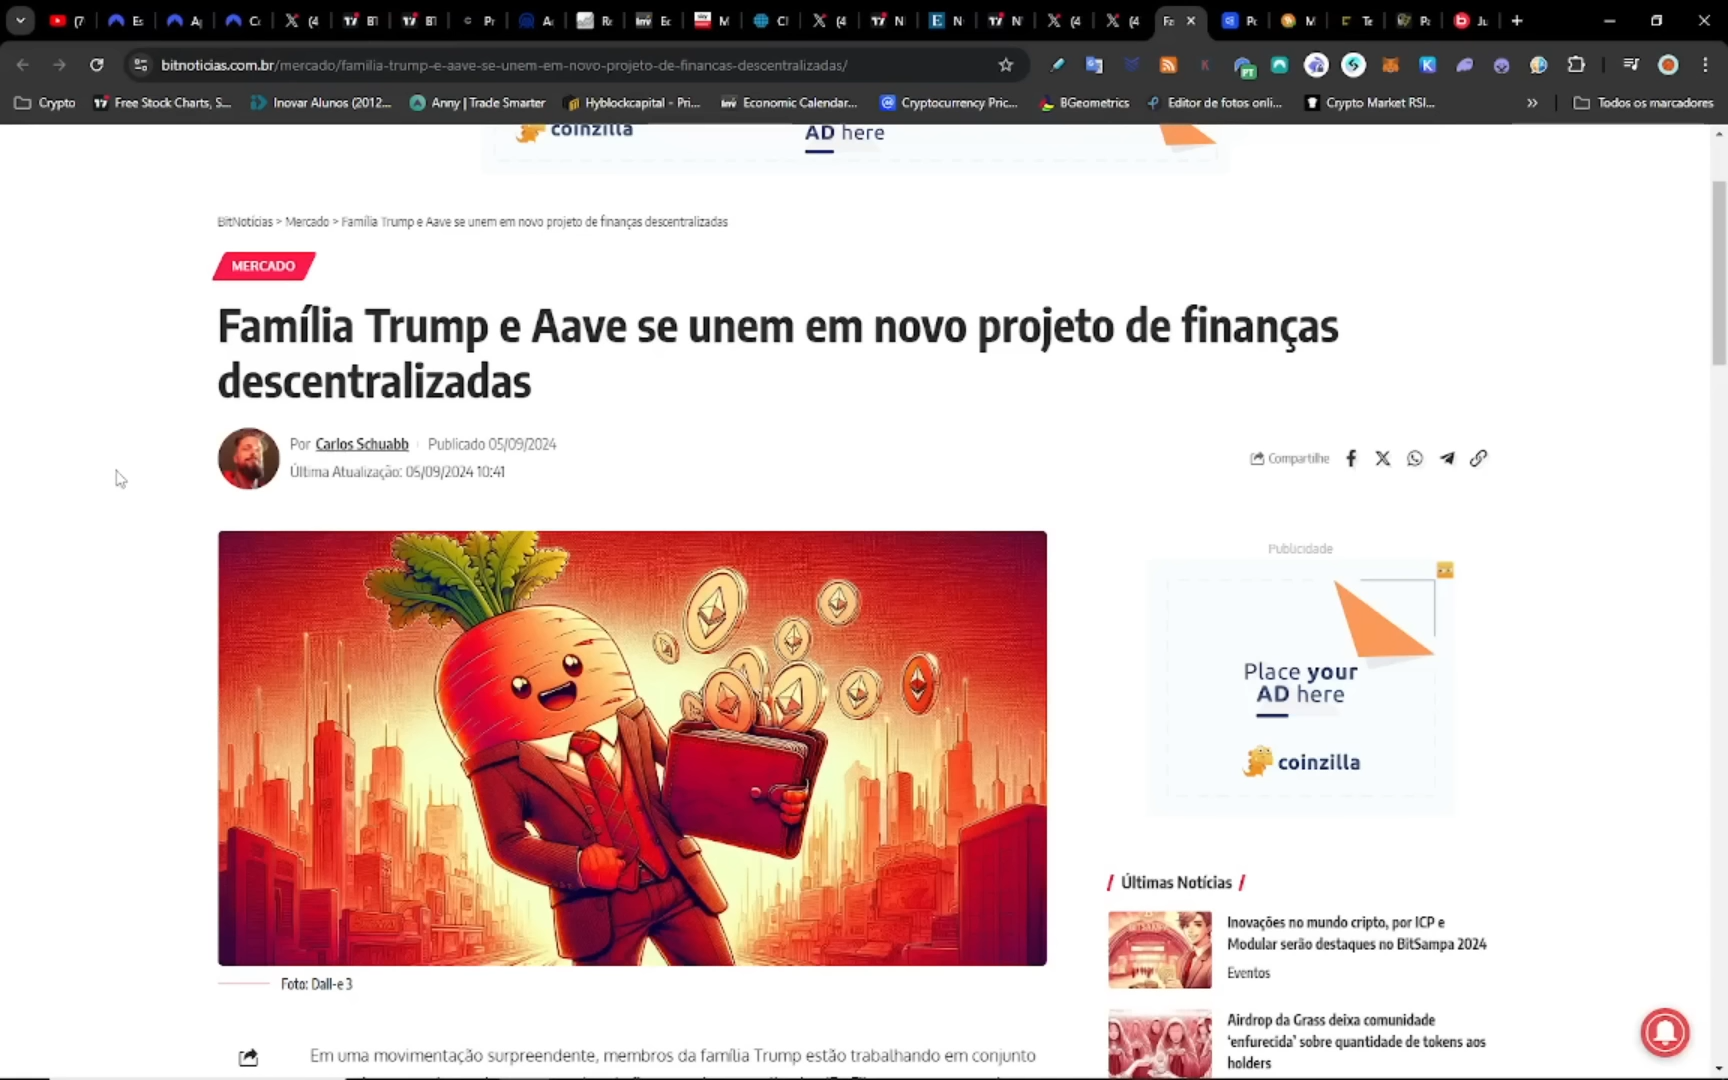 bitnoticias.com.br/mercado/familia-trump-e-aave-se-unem-em-novo-projeto-de-financas-descentralizadas/
Crypto
Free Stock Charts, S...
Inovar Alunos (2012...
Anny | Trade Smarter
Hyblockcapital - Pri...
Economic Calendar...
Cryptocurrency Pric...
BGeometrics
Editor de fotos onli...
Crypto Market RSI...
Todos os marcadores
coinzilla
AD here
BitNotícias > Mercado > Família Trump e Aave se unem em novo projeto de finanças descentralizadas
MERCADO
Família Trump e Aave se unem em novo projeto de finanças
descentralizadas
Por Carlos Schuabb
Publicado 05/09/2024
Última Atualização: 05/09/2024 10:41
Compartilhe
Publicidade
Place your
AD here
coinzilla
Foto: Dall-e 3
Em uma movimentação surpreendente, membros da família Trump estão trabalhando em conjunto
Últimas Notícias
Inovações no mundo cripto, por ICP e
Modular serão destaques no BitSampa 2024
Eventos
Airdrop da Grass deixa comunidade
‘enfurecida’ sobre quantidade de tokens aos
holders